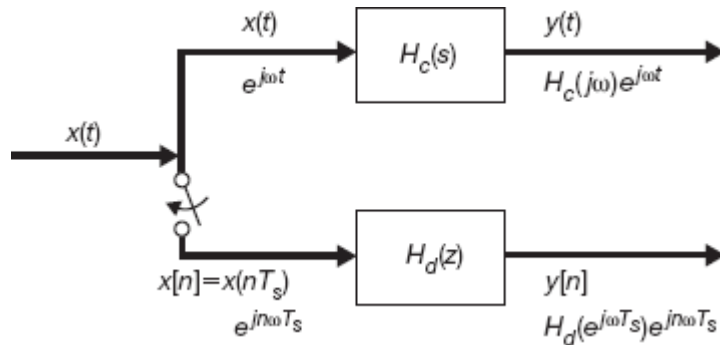 x(t)
y(t)
e^{jωt}
H_c(s)
H_c(jω)e^{jωt}
x(t)
x[n]=x(nT_s)
e^{jnωT_s}
H_d(z)
y[n]
H_d(e^{jωT_s})e^{jnωT_s}